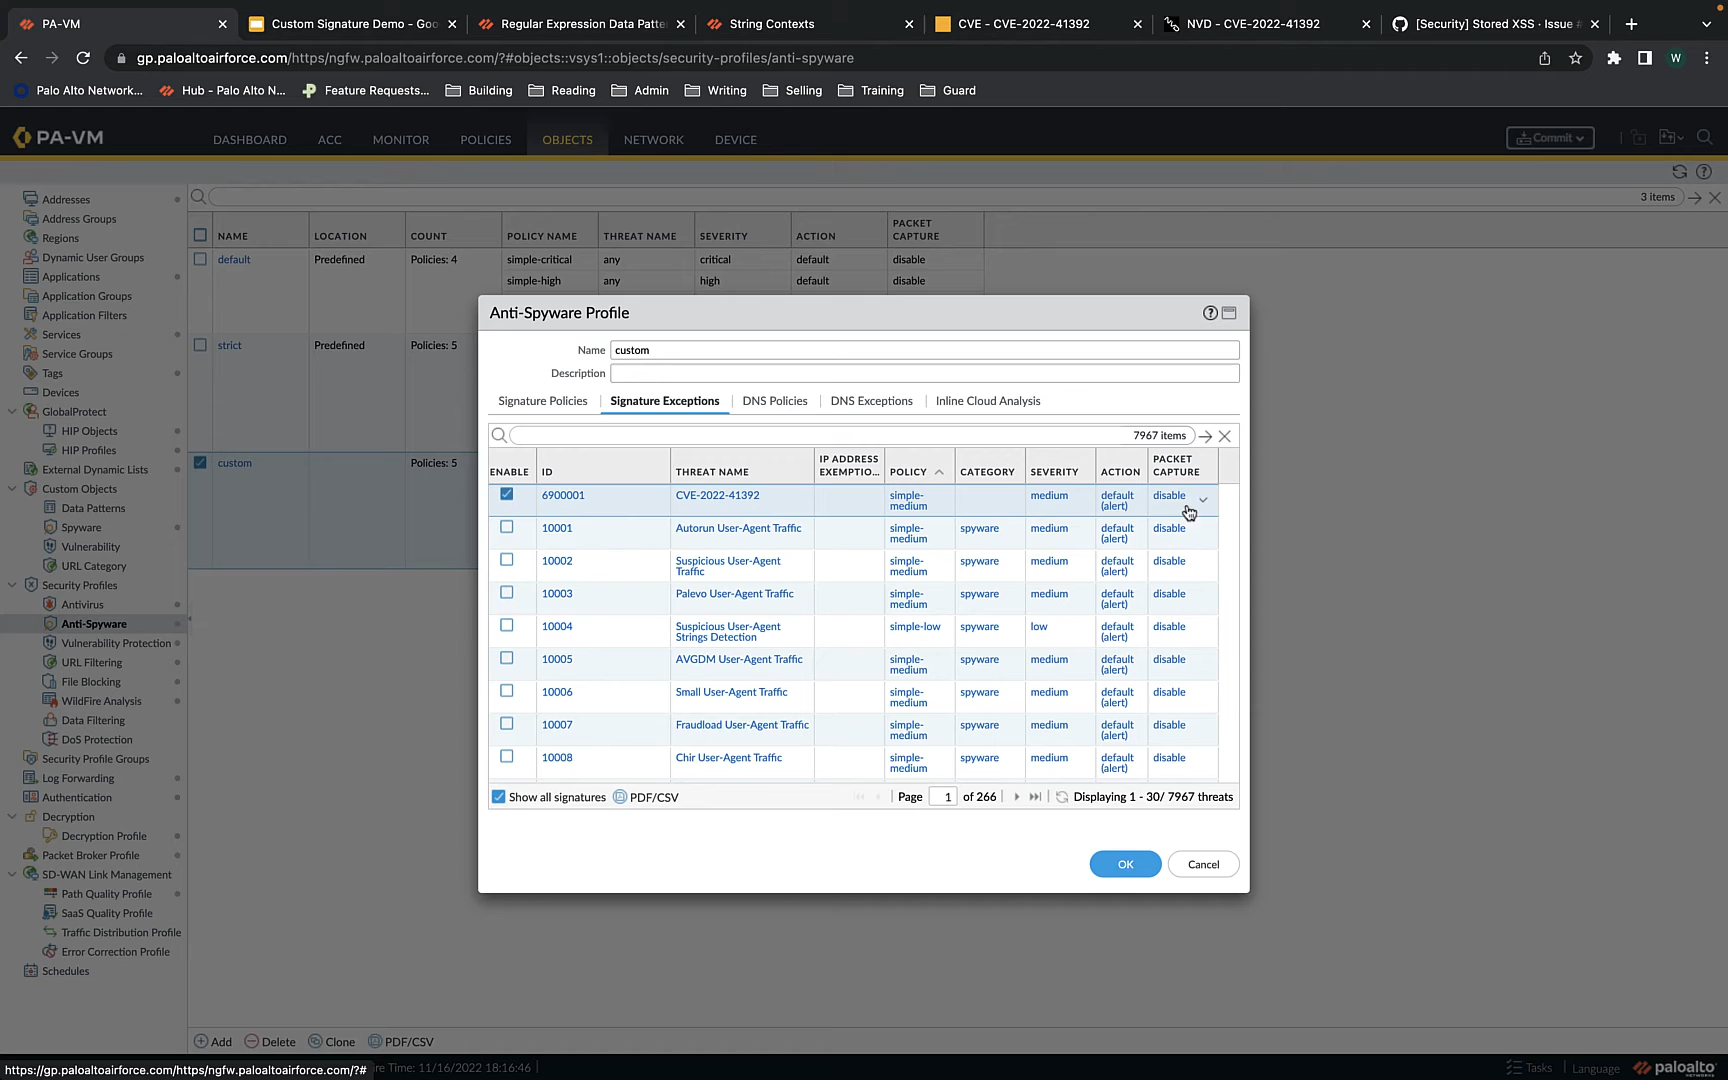 PA-VM
Custom Signature Demo - Goo
Regular Expression Data Patte
String Contexts
CVE - CVE-2022-41392
NVD - CVE-2022-41392
[Security] Stored XSS · Issue
gp.paloaltoairforce.com/https/ngfw.paloaltoairforce.com/?#objects::vsys1::objects/security-profiles/anti-spyware
W
Palo Alto Network...
Hub - Palo Alto N...
Feature Requests...
Building
Reading
Admin
Writing
Selling
Training
Guard
PA-VM
DASHBOARD
ACC
MONITOR
POLICIES
OBJECTS
NETWORK
DEVICE
Commit
Addresses
Address Groups
Regions
Dynamic User Groups
Applications
Application Groups
Application Filters
Services
Service Groups
Tags
Devices
GlobalProtect
HIP Objects
HIP Profiles
External Dynamic Lists
Custom Objects
Data Patterns
Spyware
Vulnerability
URL Category
Security Profiles
Antivirus
Anti-Spyware
Vulnerability Protection
URL Filtering
File Blocking
WildFire Analysis
Data Filtering
DoS Protection
Security Profile Groups
Log Forwarding
Authentication
Decryption
Decryption Profile
Packet Broker Profile
SD-WAN Link Management
Path Quality Profile
SaaS Quality Profile
Traffic Distribution Profile
Error Correction Profile
Schedules
3 items
NAME LOCATION COUNT POLICY NAME THREAT NAME SEVERITY ACTION PACKET CAPTURE
default Predefined Policies: 4 simple-critical any critical default disable
simple-high any high default disable
strict Predefined Policies: 5
custom Policies: 5
Anti-Spyware Profile
Name custom
Description
Signature Policies
Signature Exceptions
DNS Policies
DNS Exceptions
Inline Cloud Analysis
7967 items
ENABLE ID THREAT NAME IP ADDRESS EXEMPTIO... POLICY CATEGORY SEVERITY ACTION PACKET CAPTURE
6900001 CVE-2022-41392 simple-medium medium default (alert) disable
10001 Autorun User-Agent Traffic simple-medium spyware medium default (alert) disable
10002 Suspicious User-Agent Traffic simple-medium spyware medium default (alert) disable
10003 Palevo User-Agent Traffic simple-medium spyware medium default (alert) disable
10004 Suspicious User-Agent Strings Detection simple-low spyware low default (alert) disable
10005 AVGDM User-Agent Traffic simple-medium spyware medium default (alert) disable
10006 Small User-Agent Traffic simple-medium spyware medium default (alert) disable
10007 Fraudload User-Agent Traffic simple-medium spyware medium default (alert) disable
10008 Chir User-Agent Traffic simple-medium spyware medium default (alert) disable
Show all signatures
PDF/CSV
Page 1 of 266
Displaying 1 - 30/ 7967 threats
OK
Cancel
Add
Delete
Clone
PDF/CSV
https://gp.paloaltoairforce.com/https/ngfw.paloaltoairforce.com/?#
Time: 11/16/2022 18:16:46
Tasks
Language
paloalto
NETWORKS